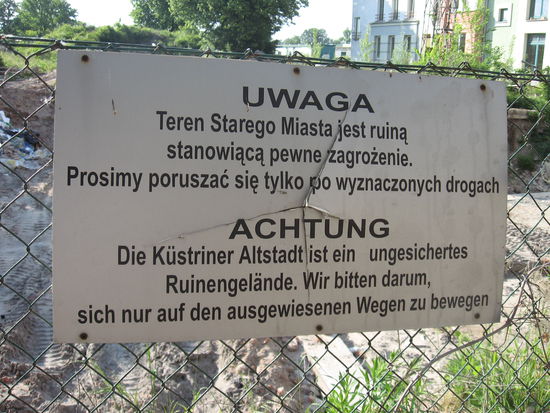 UWAGA
Teren Starego Miasta jest ruiną
stanowiącą pewne zagrożenie.
Prosimy poruszać się tylko po wyznaczonych drogach
ACHTUNG
Die Küstriner Altstadt ist ein ungesichertes
Ruinengelände. Wir bitten darum,
sich nur auf den ausgewiesenen Wegen zu bewegen